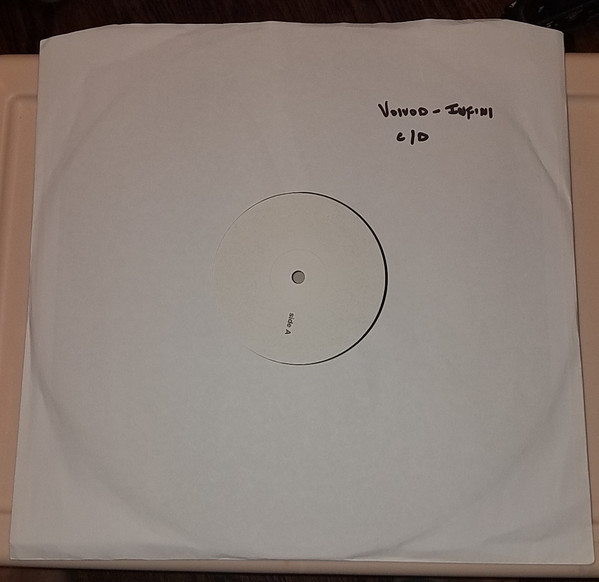 VOIVOD - INFINI
C/D
side A